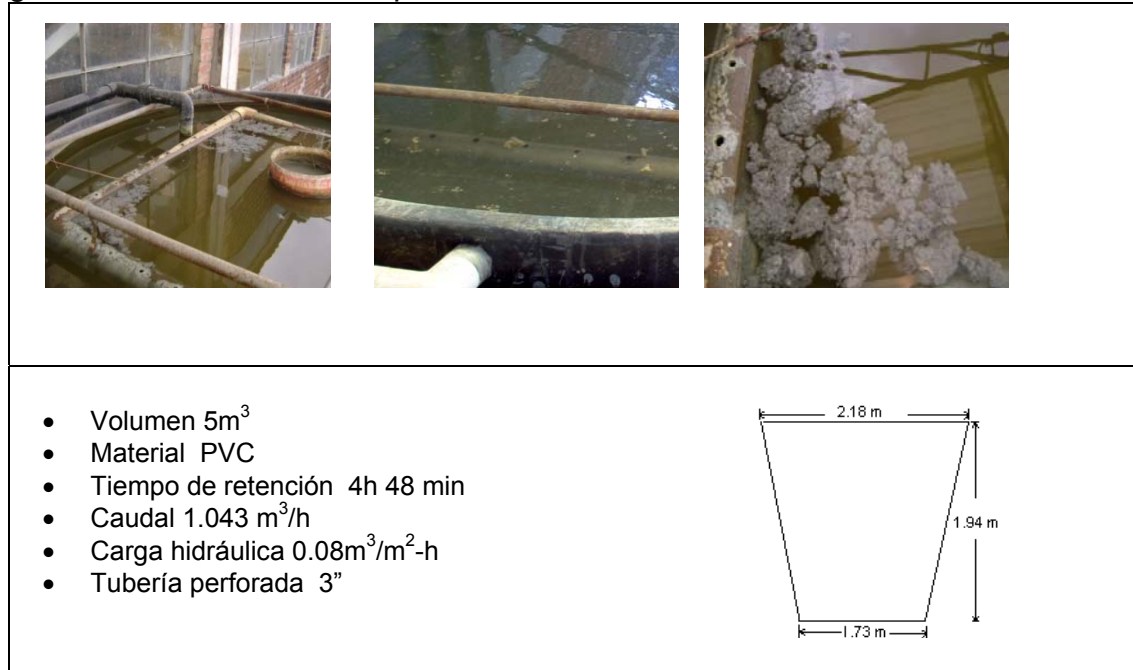 • Volumen 5m³
• Material PVC
• Tiempo de retención 4h 48 min
• Caudal 1.043 m³/h
• Carga hidráulica 0.08m³/m²-h
• Tubería perforada 3”
2.18 m
1.94 m
1.73 m